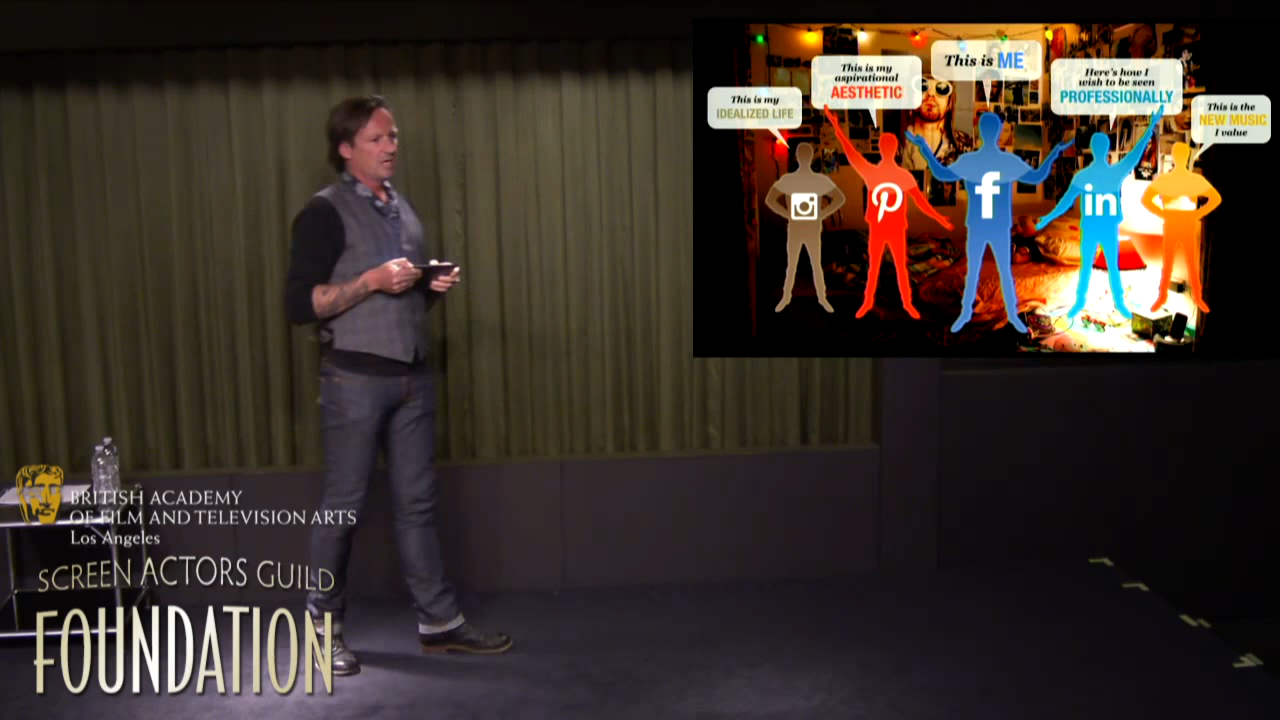 This is my
IDEALIZED LIFE
This is my
aspirational
AESTHETIC
This is ME
Here's how I
wish to be seen
PROFESSIONALLY
This is the
NEW MUSIC
I value
f
in
BRITISH ACADEMY
OF FILM AND TELEVISION ARTS
Los Angeles
SCREEN ACTORS GUILD
FOUNDATION